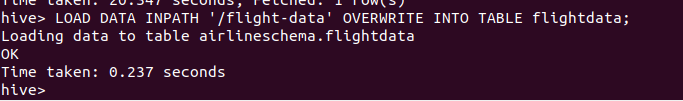 Time taken: 20.347 seconds, Fetched: 1 row(s)
hive> LOAD DATA INPATH '/flight-data' OVERWRITE INTO TABLE flightdata;
Loading data to table airlineschema.flightdata
OK
Time taken: 0.237 seconds
hive>